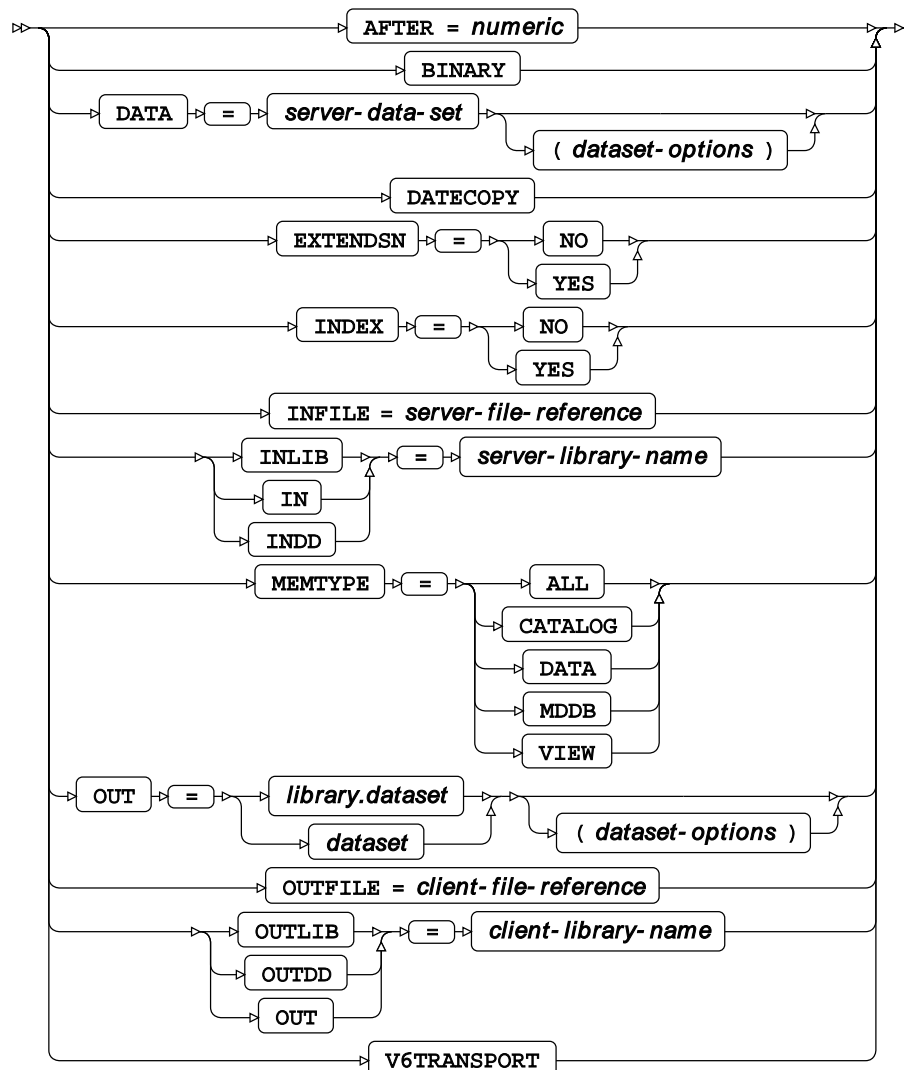 AFTER = numeric
BINARY
DATA = server-data-set
( dataset-options )
DATECOPY
EXTENDSN = NO
YES
INDEX = NO
YES
INFILE = server-file-reference
INLIB = server-library-name
IN
INDD
MEMTYPE = ALL
CATALOG
DATA
MDDB
VIEW
OUT = library.dataset
( dataset-options )
dataset
OUTFILE = client-file-reference
OUTLIB = client-library-name
OUTDD
OUT
V6TRANSPORT